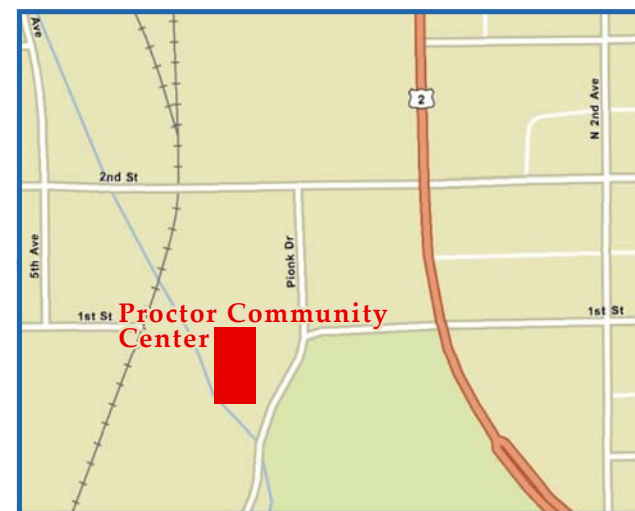 Ave
2
N 2nd Ave
2nd St
5th Ave
Pionk Dr
1st St
Proctor Community
Center
1st St